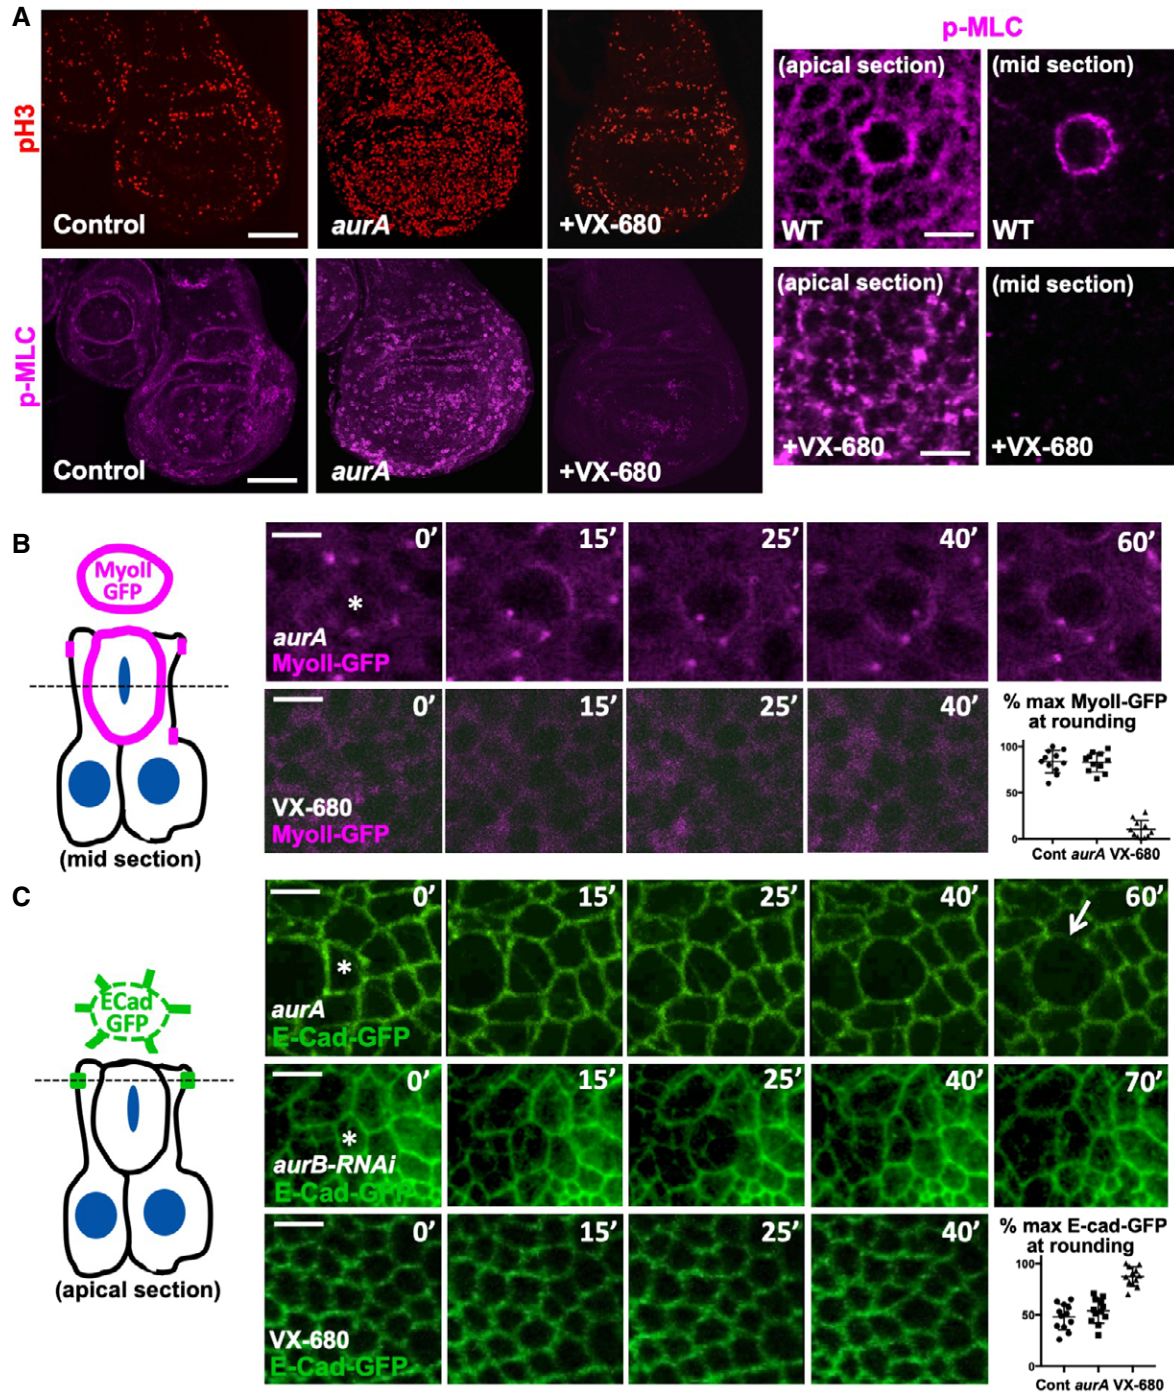 A
pH3
Control
aurA
+VX-680
p-MLC
(apical section)
WT
(mid section)
WT
p-MLC
Control
aurA
+VX-680
(apical section)
+VX-680
(mid section)
+VX-680
B
MyoII
GFP
(mid section)
0’
15’
25’
40’
60’
*
aurA
MyoII-GFP
0’
15’
25’
40’
VX-680
MyoII-GFP
% max MyoII-GFP
at rounding
100
50
0
Cont aurA VX-680
C
ECad
GFP
(apical section)
0’
15’
25’
40’
60’
*
aurA
E-Cad-GFP
0’
15’
25’
40’
70’
*
aurB-RNAi
E-Cad-GFP
0’
15’
25’
40’
VX-680
E-Cad-GFP
% max E-cad-GFP
at rounding
100
50
0
Cont aurA VX-680